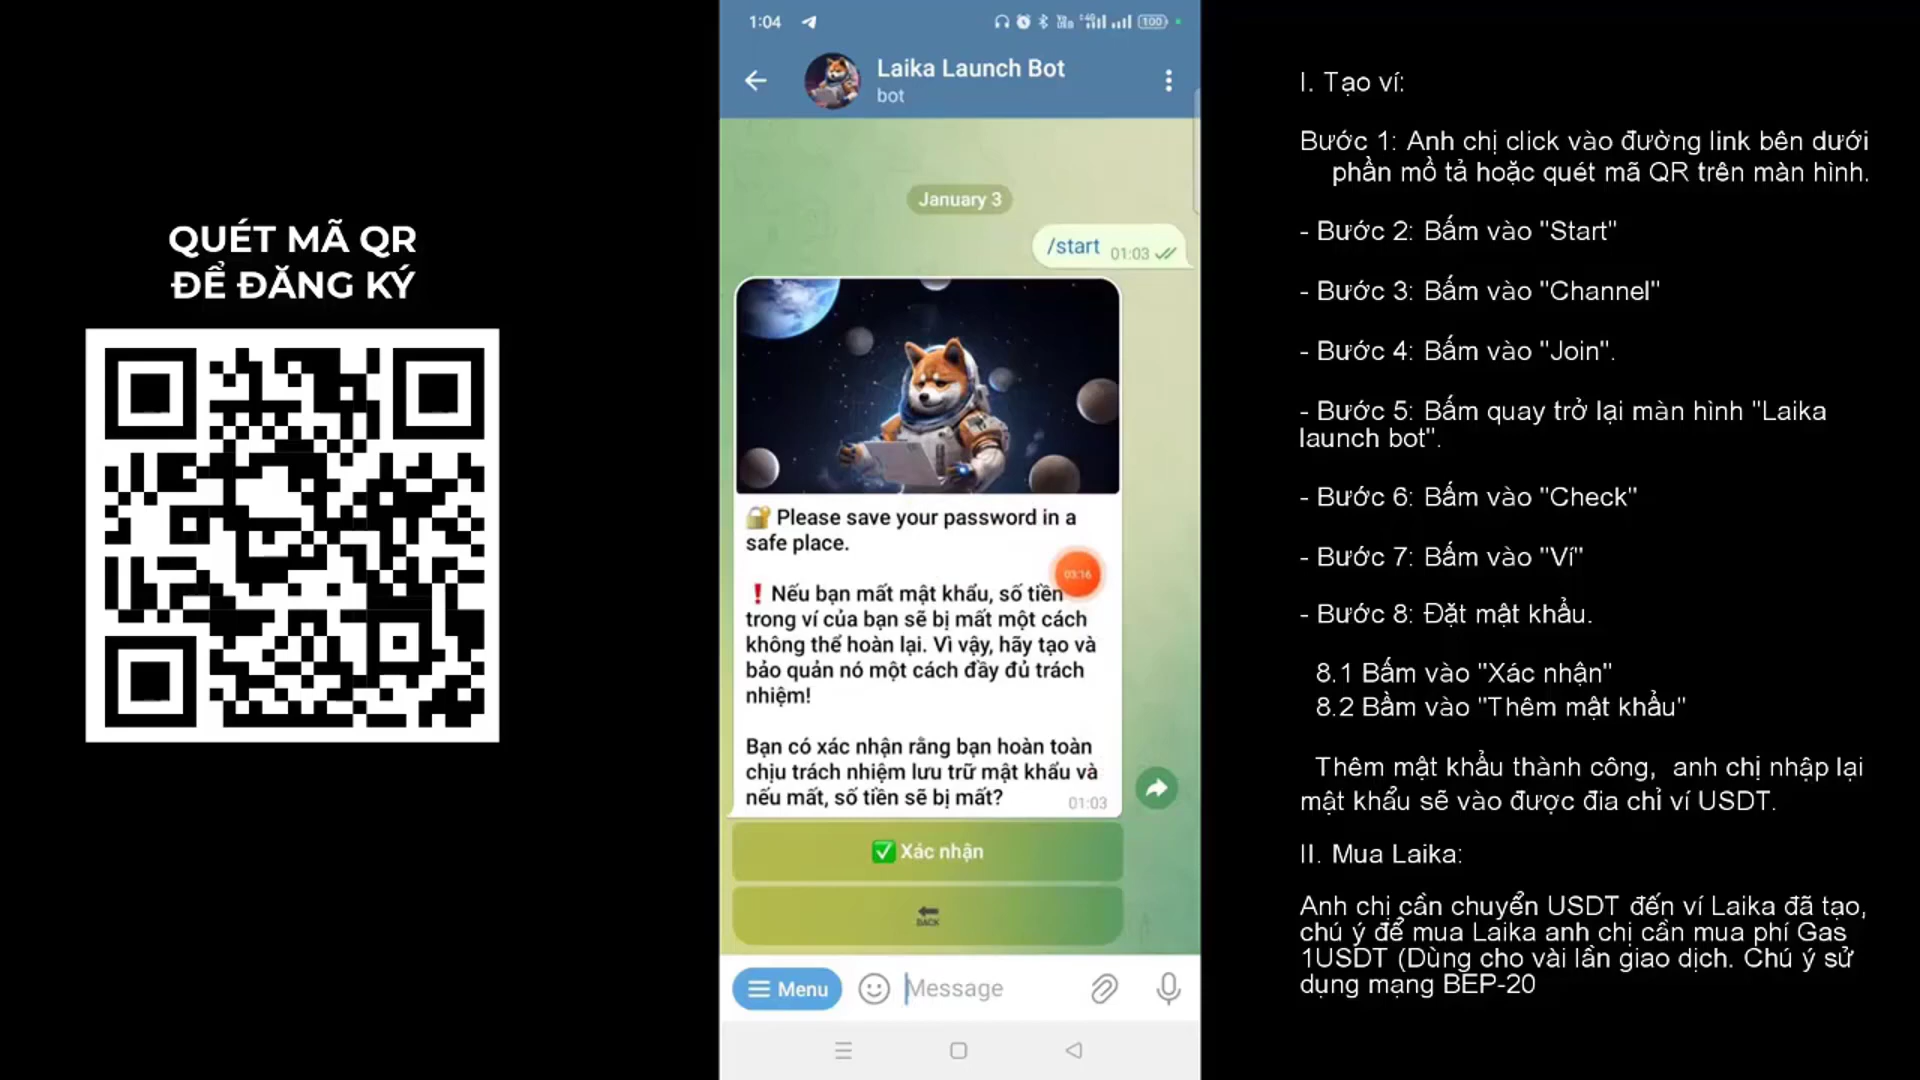 QUÉT MÃ QR
ĐỂ ĐĂNG KÝ
1:04
100
Laika Launch Bot
bot
January 3
/start 01:03
🔐 Please save your password in a
safe place.
03:16
❗ Nếu bạn mất mật khẩu, số tiền
trong ví của bạn sẽ bị mất một cách
không thể hoàn lại. Vì vậy, hãy tạo và
bảo quản nó một cách đầy đủ trách
nhiệm!
Bạn có xác nhận rằng bạn hoàn toàn
chịu trách nhiệm lưu trữ mật khẩu và
nếu mất, số tiền sẽ bị mất?
01:03
✅ Xác nhận
BACK
Menu
Message
I. Tạo ví:
Bước 1: Anh chị click vào đường link bên dưới
phần mồ tả hoặc quét mã QR trên màn hình.
- Bước 2: Bấm vào "Start"
- Bước 3: Bấm vào "Channel"
- Bước 4: Bấm vào "Join".
- Bước 5: Bấm quay trở lại màn hình "Laika
launch bot".
- Bước 6: Bấm vào "Check"
- Bước 7: Bấm vào "Ví"
- Bước 8: Đặt mật khẩu.
8.1 Bấm vào "Xác nhận"
8.2 Bằm vào "Thêm mật khẩu"
Thêm mật khẩu thành công, anh chị nhập lại
mật khẩu sẽ vào được đia chỉ ví USDT.
II. Mua Laika:
Anh chị cần chuyển USDT đến ví Laika đã tạo,
chú ý để mua Laika anh chị cần mua phí Gas
1USDT (Dùng cho vài lần giao dịch. Chú ý sử
dụng mạng BEP-20